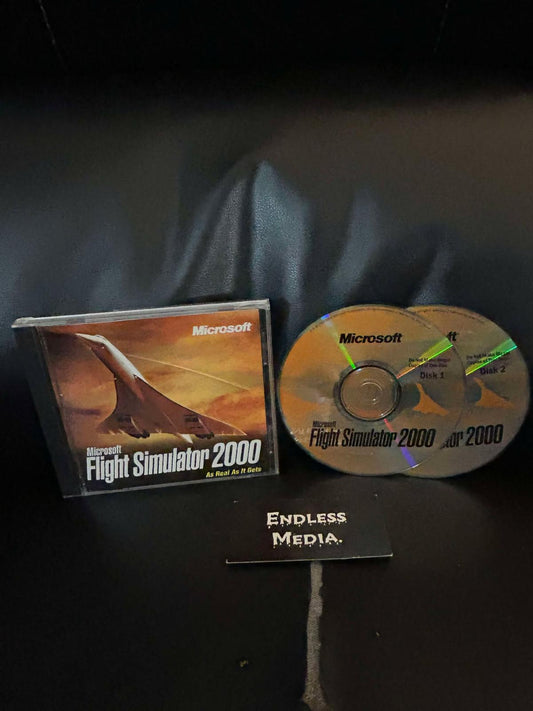 Microsoft
Microsoft
Flight Simulator 2000
As Real As It Gets
Microsoft
Disk 1
Microsoft
Flight Simulator 2000
Disk 2
2000
ENDLESS
MEDIA.